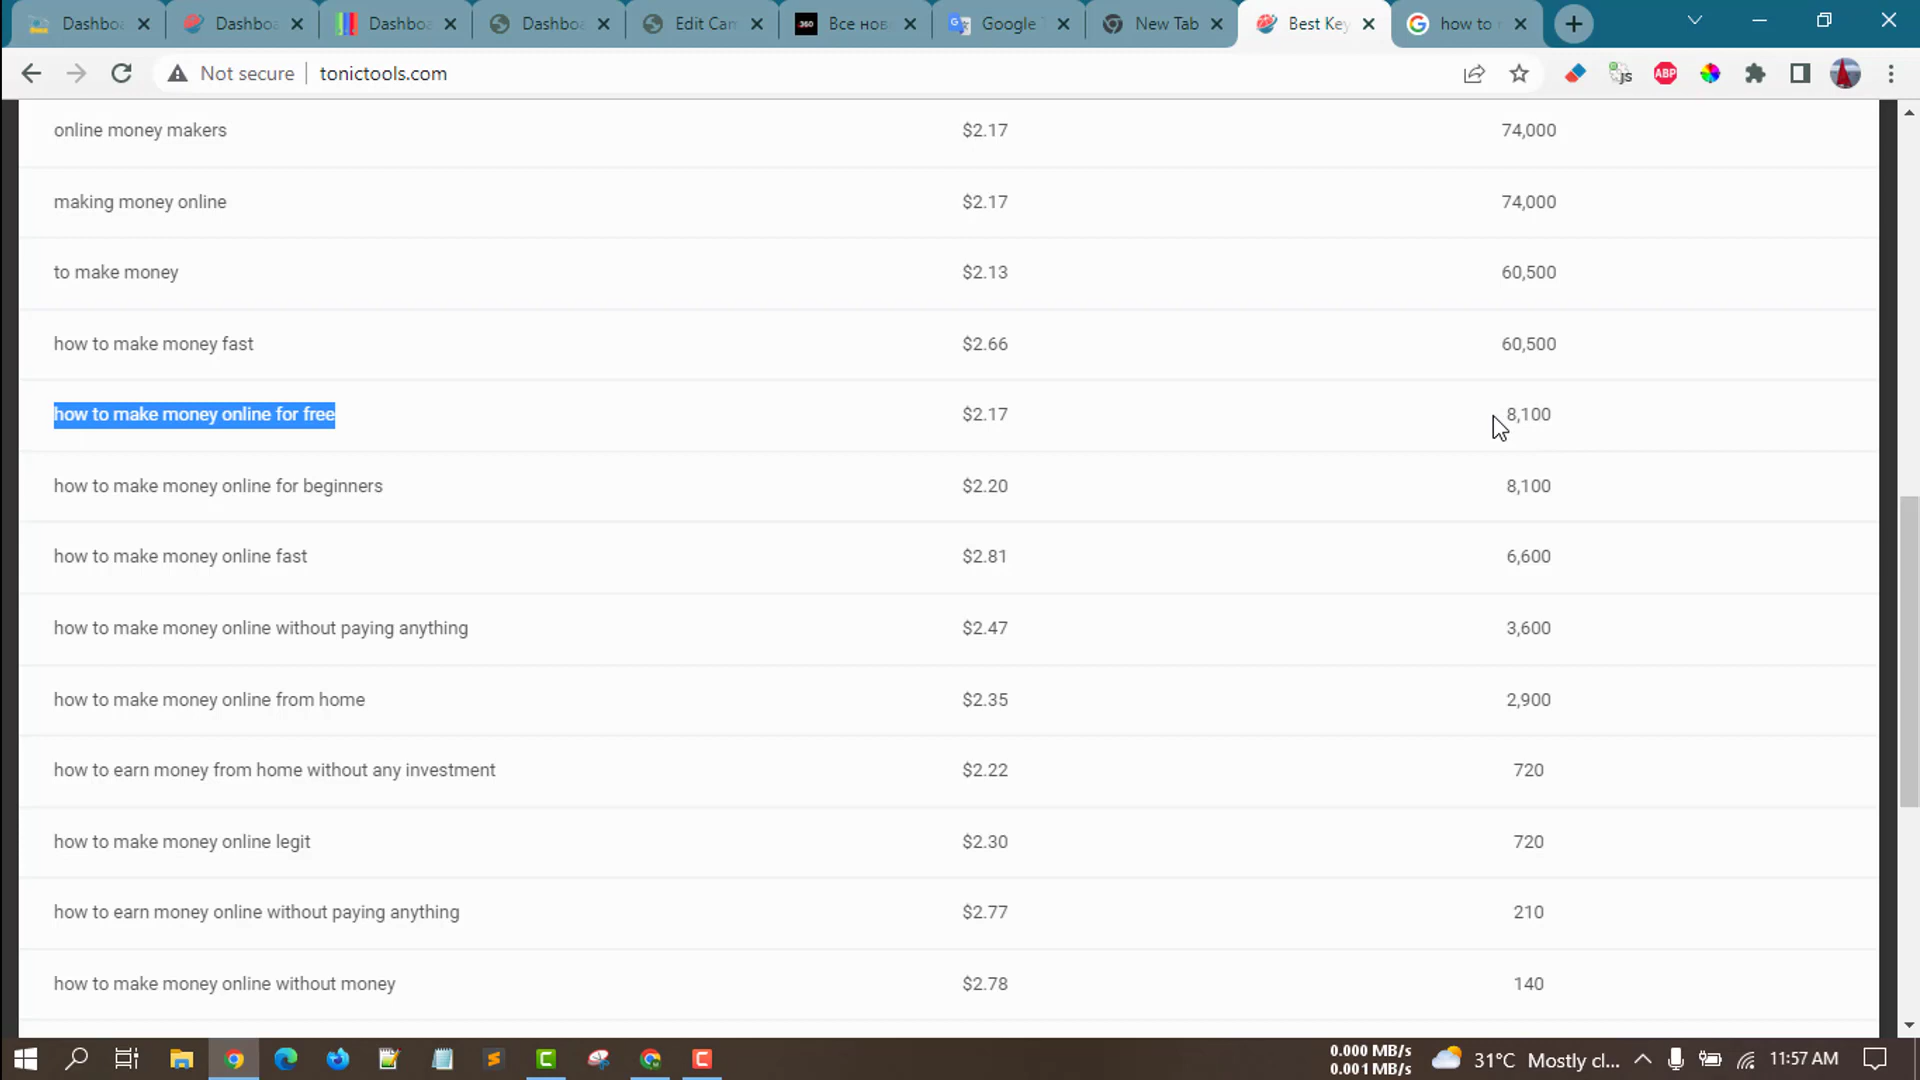 Dashbo
Dashboa
Dashbo
Dashbo
Edit Car
360
Все нов
Google T
New Tab
Best Key
how to
Not secure
tonictools.com
JS
ABP
online money makers $2.17 74,000
making money online $2.17 74,000
to make money $2.13 60,500
how to make money fast $2.66 60,500
how to make money online for free $2.17 8,100
how to make money online for beginners $2.20 8,100
how to make money online fast $2.81 6,600
how to make money online without paying anything $2.47 3,600
how to make money online from home $2.35 2,900
how to earn money from home without any investment $2.22 720
how to make money online legit $2.30 720
how to earn money online without paying anything $2.77 210
how to make money online without money $2.78 140
0.000 MB/s
0.001 MB/s
31°C Mostly cl...
11:57 AM